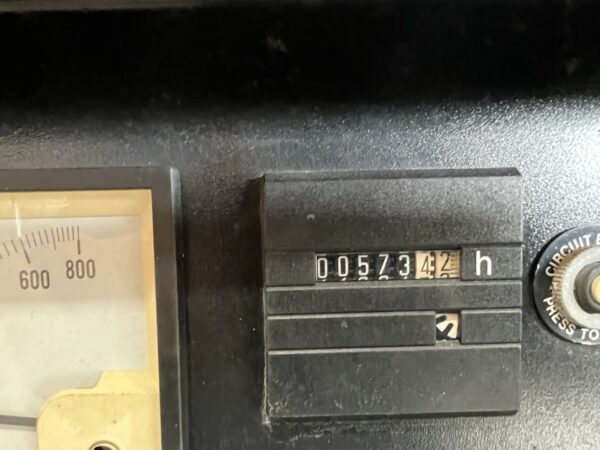 600 800
0057342 h
CIRCUIT
PRESS TO